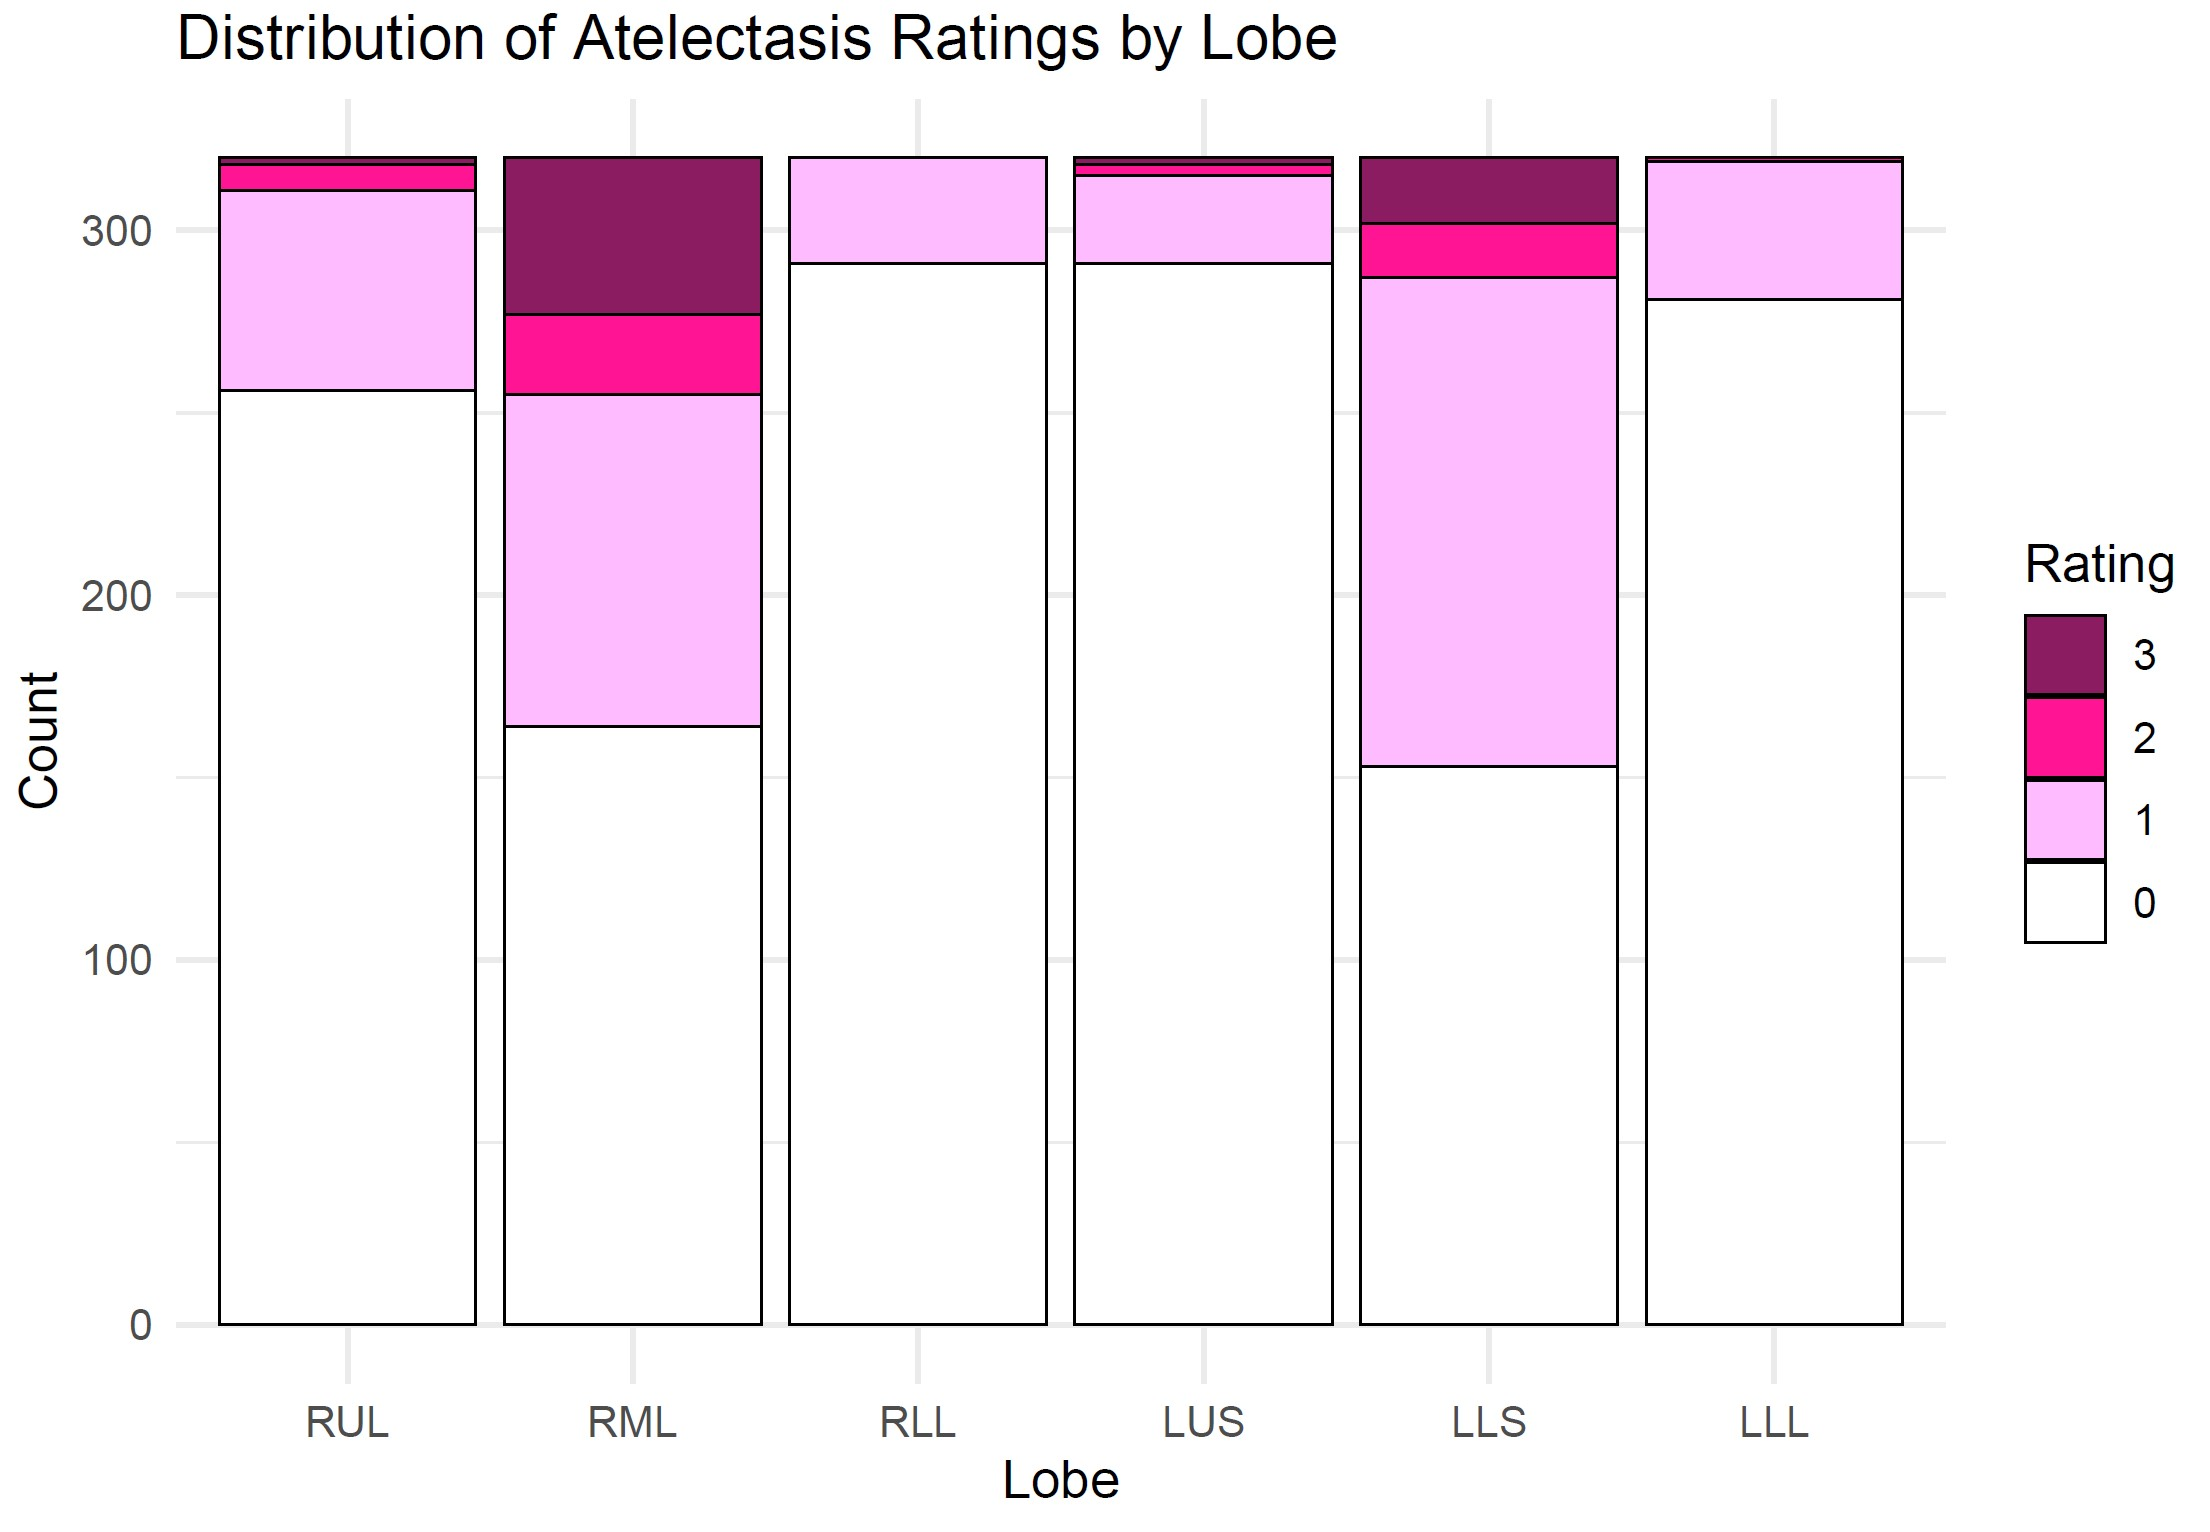 Distribution of Atelectasis Ratings by Lobe
300
200
100
0
Count
RUL RML RLL LUS LLS LLL
Lobe
Rating
3
2
1
0